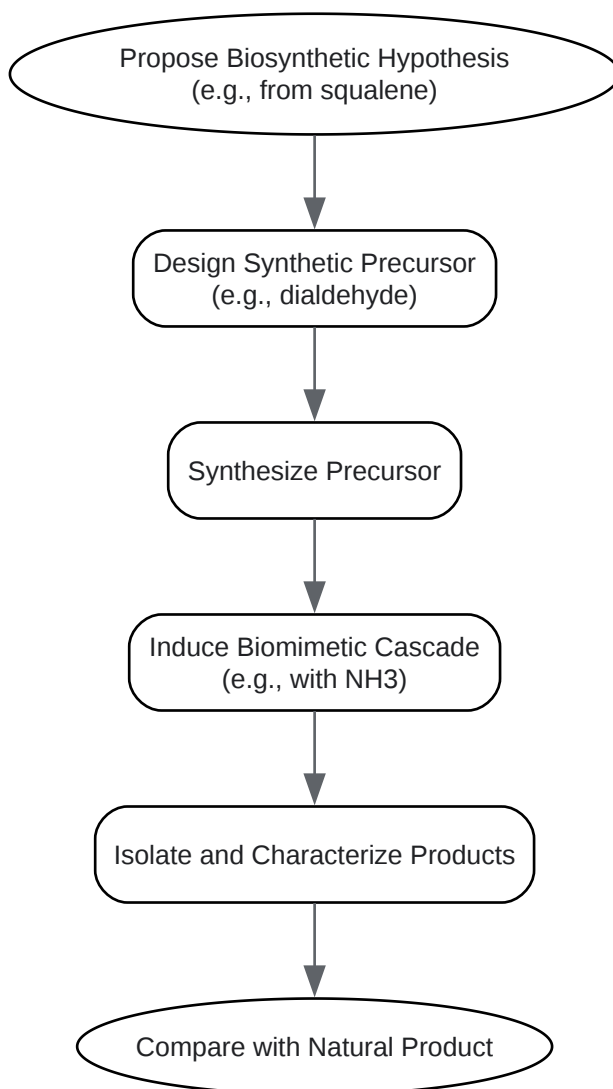 Propose Biosynthetic Hypothesis
(e.g., from squalene)
Design Synthetic Precursor
(e.g., dialdehyde)
Synthesize Precursor
Induce Biomimetic Cascade
(e.g., with NH3)
Isolate and Characterize Products
Compare with Natural Product